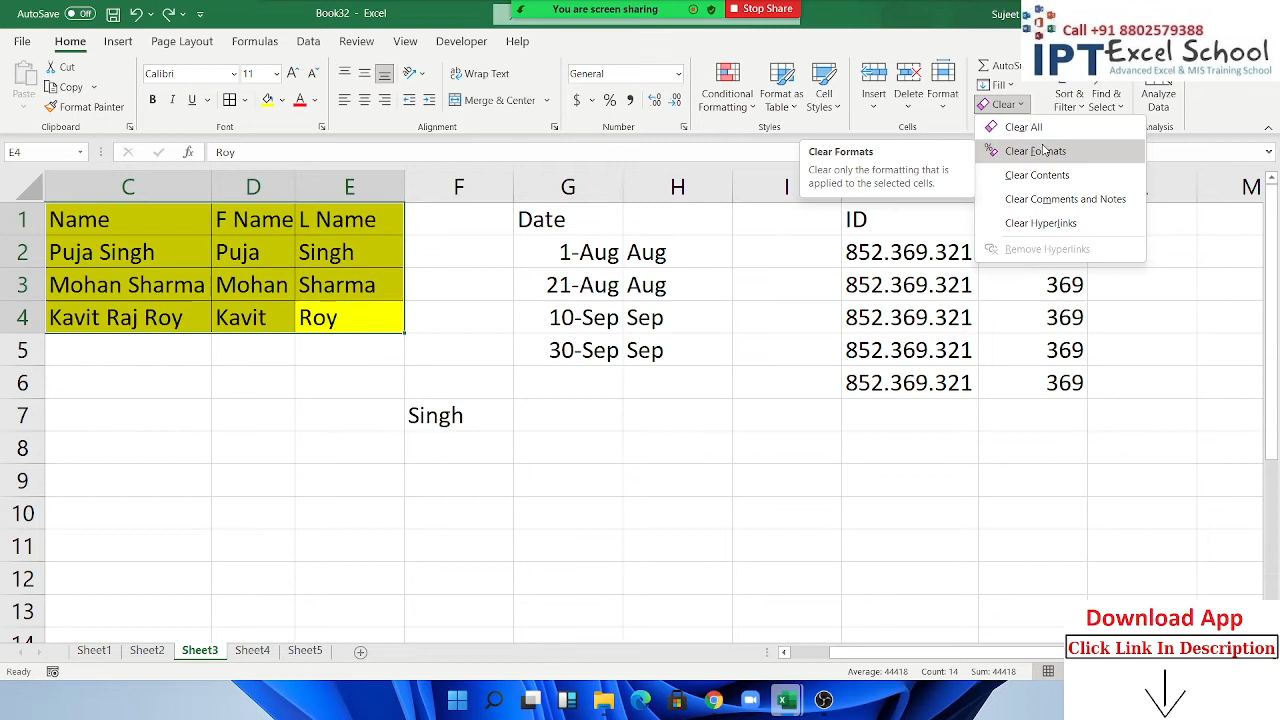 AutoSave Off Book32 - Excel You are screen sharing Stop Share Sujeet
Call +91 8802579388
IPT Excel School
Advanced Excel & MIS Training School
File Home Insert Page Layout Formulas Developer Help
Cut
Copy
Format Painter
Paste
Clipboard
Calibri 11
B I U
Font
Wrap Text
Merge & Center
Alignment
General
$ % ,
Number
Conditional Formatting
Format as Table
Cell Styles
Styles
Insert Delete Format
Cells
Fill
Clear
Sort & Filter
Find & Select
Analyze Data
Analysis
Clear All
Clear Formats
Clear Contents
Clear Comments and Notes
Clear Hyperlinks
Remove Hyperlinks
Clear Formats
Clear only the formatting that is
applied to the selected cells.
E4 fx Roy
C D E F G H I M
1 Name F Name L Name Date ID
2 Puja Singh Puja Singh 1-Aug Aug 852.369.321
3 Mohan Sharma Mohan Sharma 21-Aug Aug 852.369.321 369
4 Kavit Raj Roy Kavit Roy 10-Sep Sep 852.369.321 369
5 30-Sep Sep 852.369.321 369
6 852.369.321 369
7 Singh
8
9
10
11
12
13
Sheet1 Sheet2 Sheet3 Sheet4 Sheet5
Ready Average: 44418 Count: 14 Sum: 44418
Download App
Click Link In Description